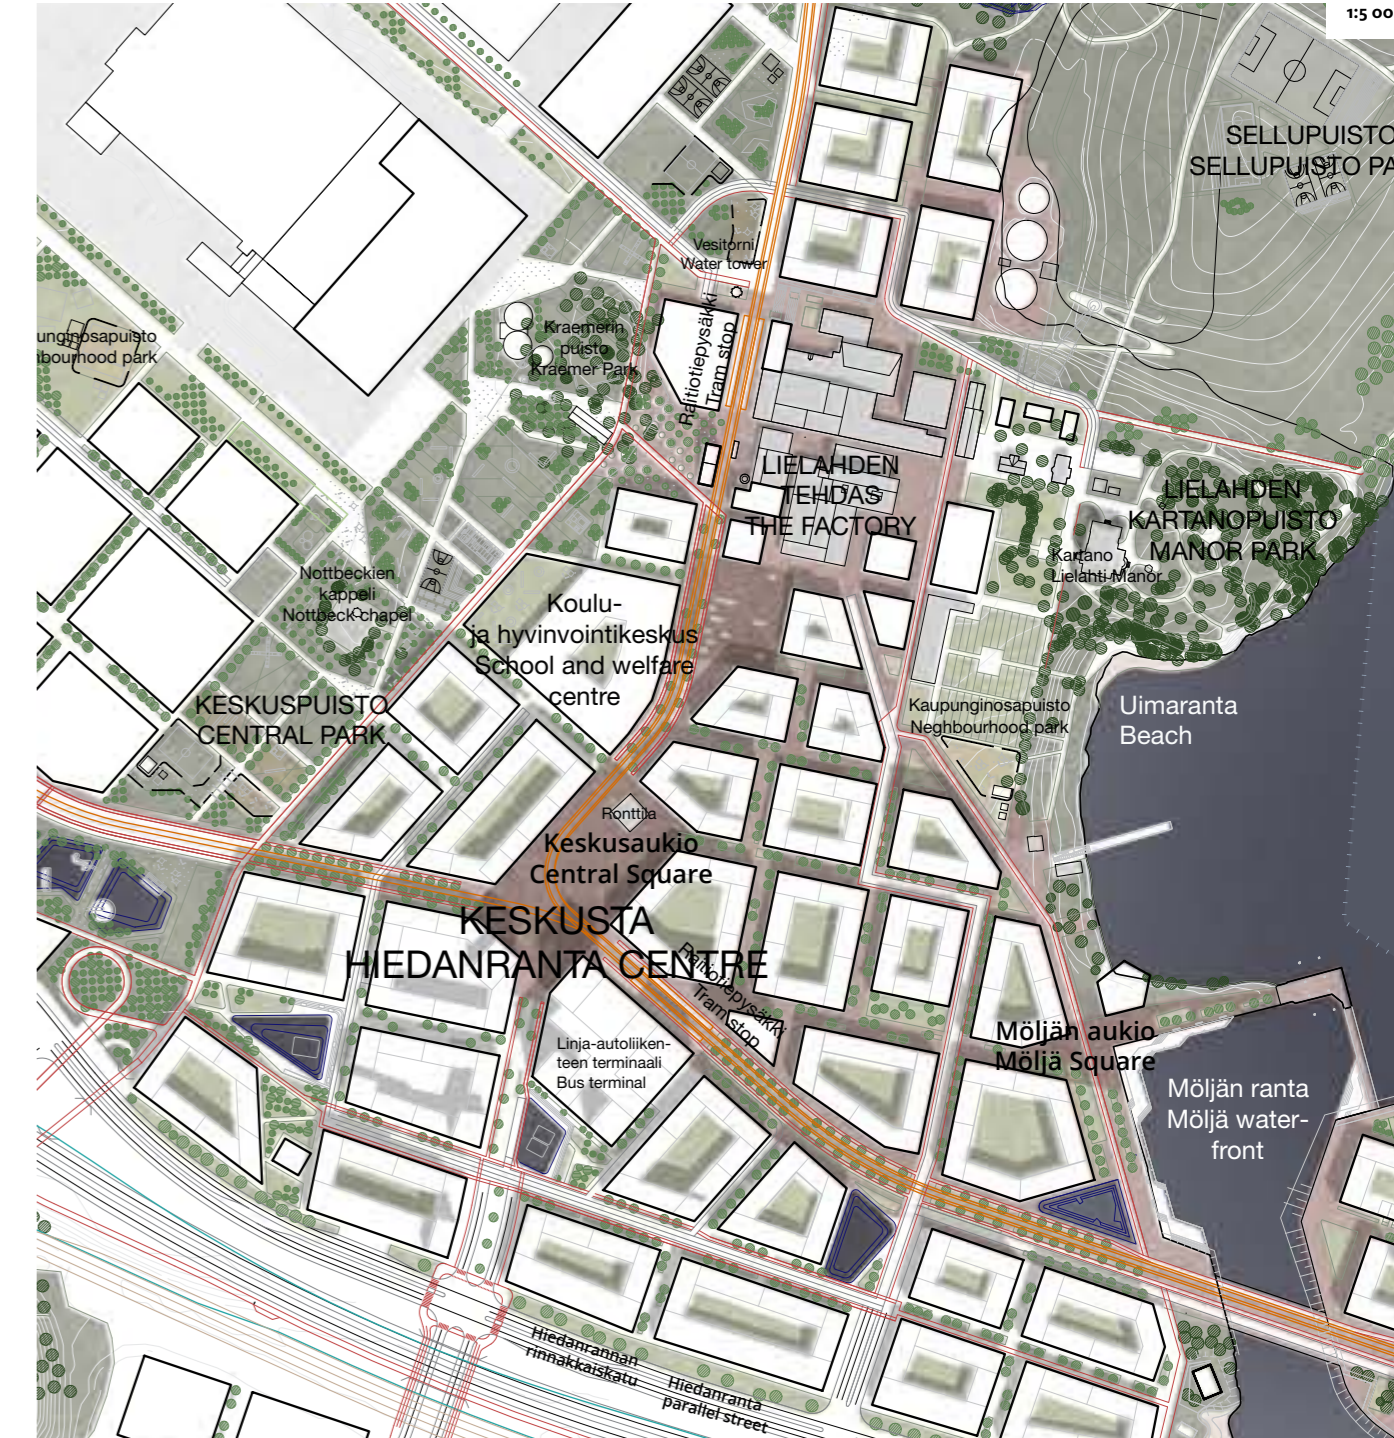 1:5 00
SELLUPUISTO
SELLUPUISTO PA
Vesitorni
Water tower
Raitiotiepysäkki
Tram stop
Kraemerin
puisto
Kraemer Park
unginosapuisto
hbourhood park
LIELAHDEN
TEHDAS
THE FACTORY
LIELAHDEN
KARTANOPUISTO
MANOR PARK
Kartano
Lielahti Manor
Nottbeckien
kappeli
Nottbeck chapel
Koulu-
ja hyvinvointikeskus
School and welfare
centre
KESKUSPUISTO
CENTRAL PARK
Kaupunginosapuisto
Neghbourhood park
Uimaranta
Beach
Ronttila
Keskusaukio
Central Square
KESKUSTA
HIEDANRANTA CENTRE
Raitiotiepysäkki
Tram stop
Linja-autoliiken-
teen terminaali
Bus terminal
Möljän aukio
Möljä Square
Möljän ranta
Möljä water-
front
Hiedanrannan
rinnakkaiskatu
Hiedanranta
parallel street